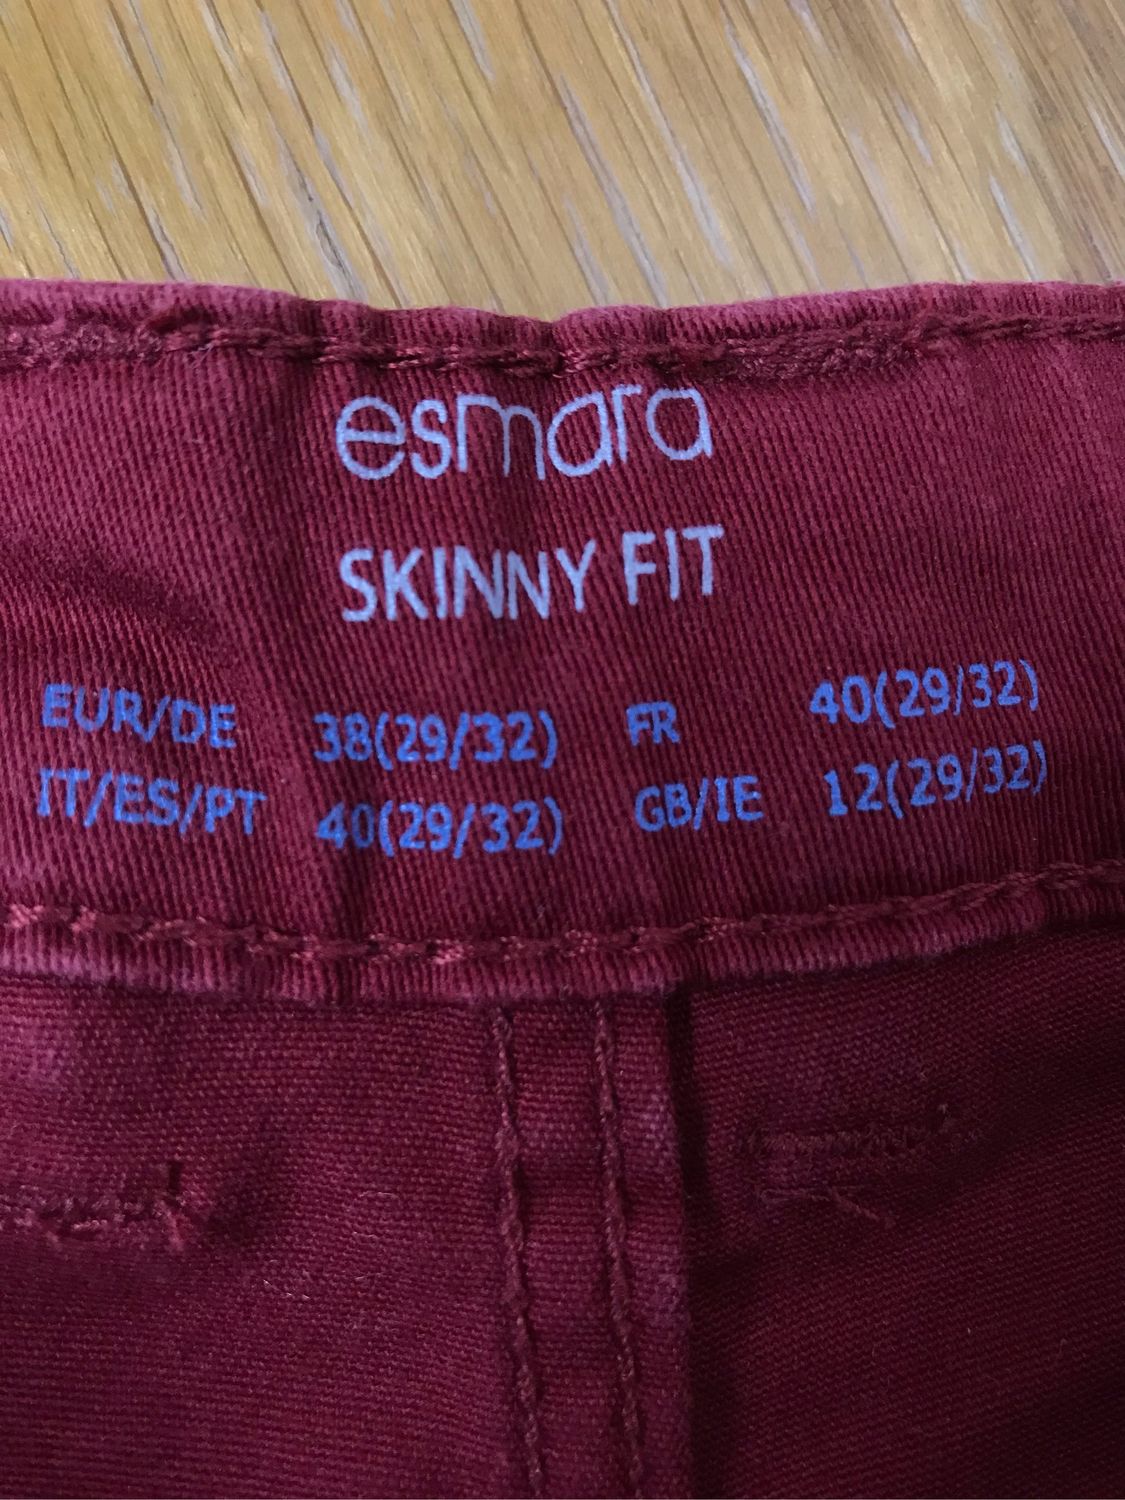 esmara
SKINNY FIT
EUR/DE 38(29/32) FR 40(29/32)
IT/ES/PT 40(29/32) GB/IE 12(29/32)